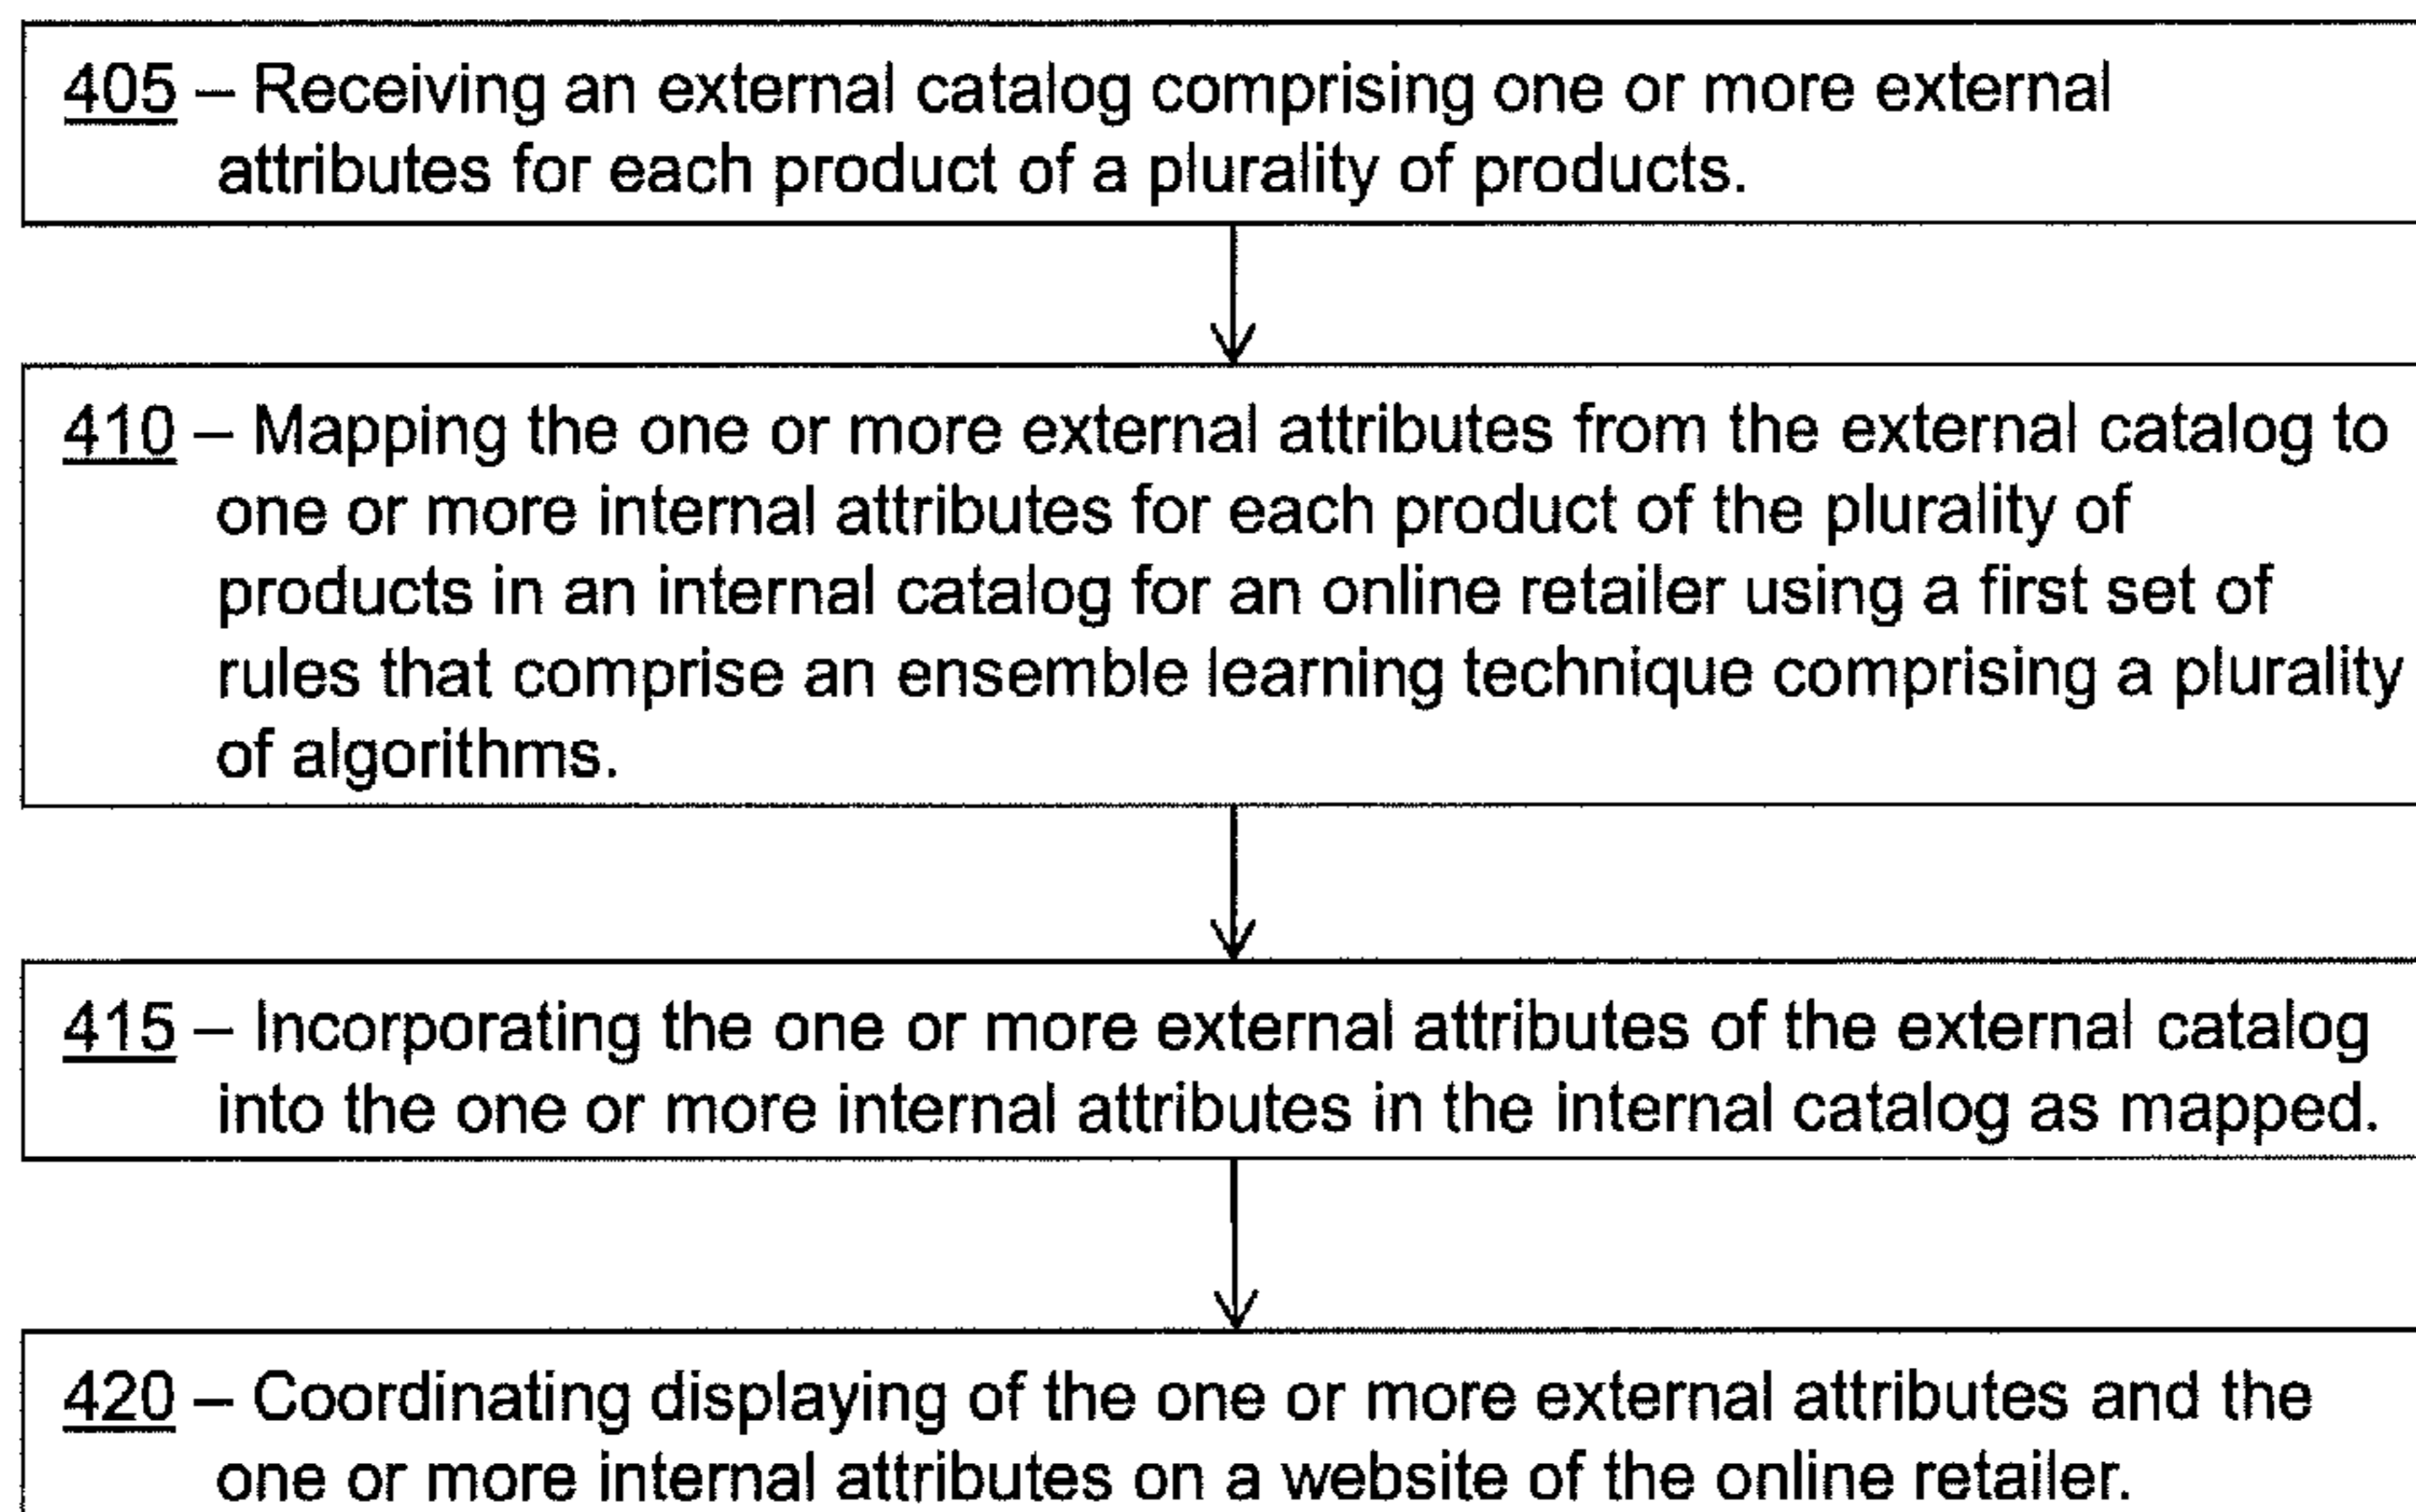 405 – Receiving an external catalog comprising one or more external
attributes for each product of a plurality of products.
410 – Mapping the one or more external attributes from the external catalog to
one or more internal attributes for each product of the plurality of
products in an internal catalog for an online retailer using a first set of
rules that comprise an ensemble learning technique comprising a plurality
of algorithms.
415 – Incorporating the one or more external attributes of the external catalog
into the one or more internal attributes in the internal catalog as mapped.
420 – Coordinating displaying of the one or more external attributes and the
one or more internal attributes on a website of the online retailer.